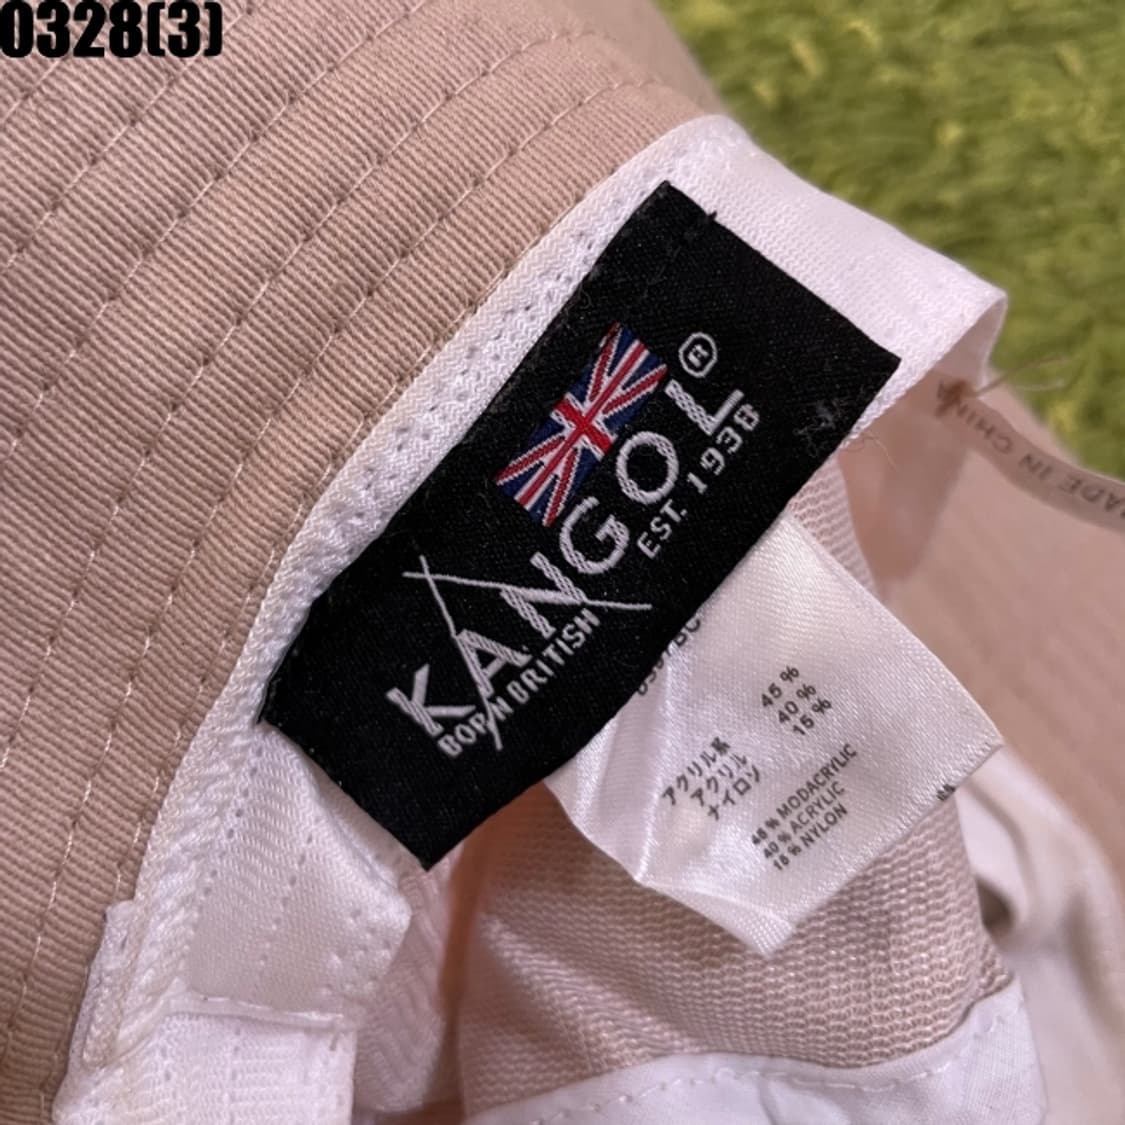 0328(3)
KANGOL®
EST. 1938
BORN BRITISH
MADE IN CHINA
45 %
40 %
15 %
アクリル系
アクリル
ナイロン
45 % MODACRYLIC
40 % ACRYLIC
15 % NYLON